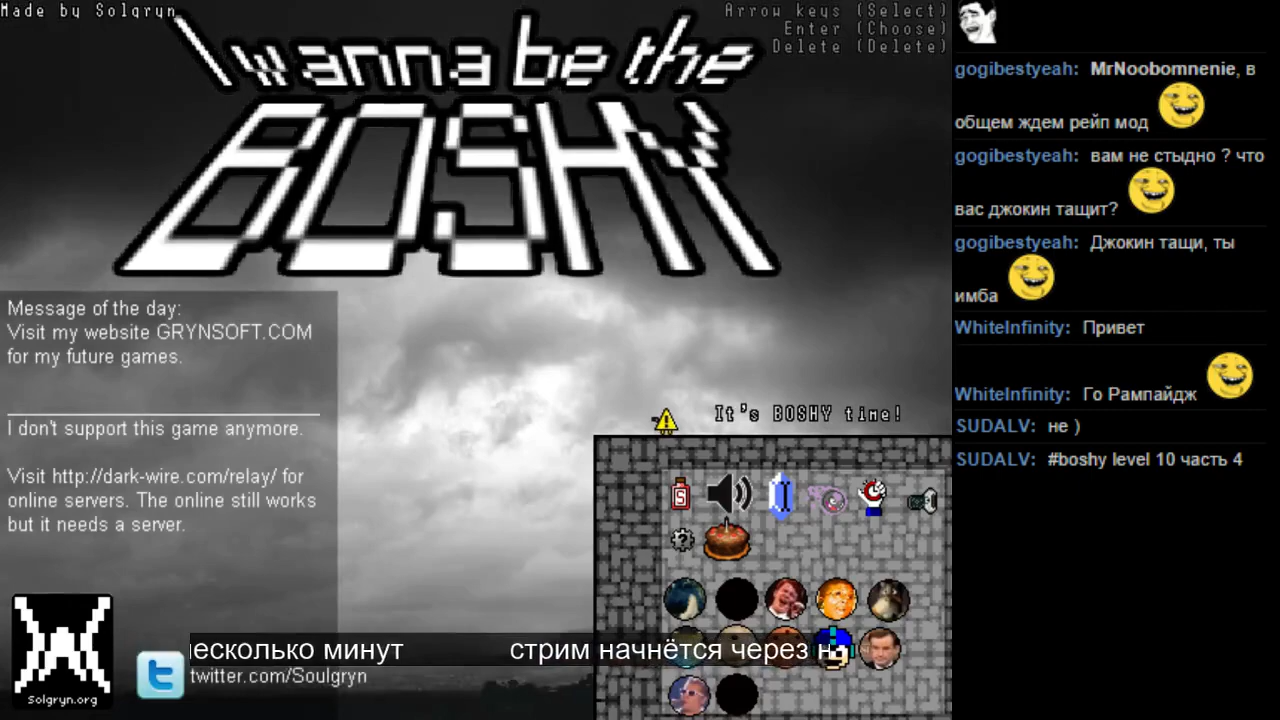 Made by Solgryn
Arrow keys (Select)
Enter (Choose)
Delete (Delete)
I wanna be the
BOSHY
Message of the day:
Visit my website GRYNSOFT.COM
for my future games.
I don't support this game anymore.
Visit http://dark-wire.com/relay/ for
online servers. The online still works
but it needs a server.
It's BOSHY time!
есколько минут стрим начнётся через н
twitter.com/Soulgryn
Solgryn.org
gogibestyeah: MrNoobomnenie, в
общем ждем рейп мод
gogibestyeah: вам не стыдно ? что
вас джокин тащит?
gogibestyeah: Джокин тащи, ты
имба
WhiteInfinity: Привет
WhiteInfinity: Го Рампайдж
SUDALV: не )
SUDALV: #boshy level 10 часть 4